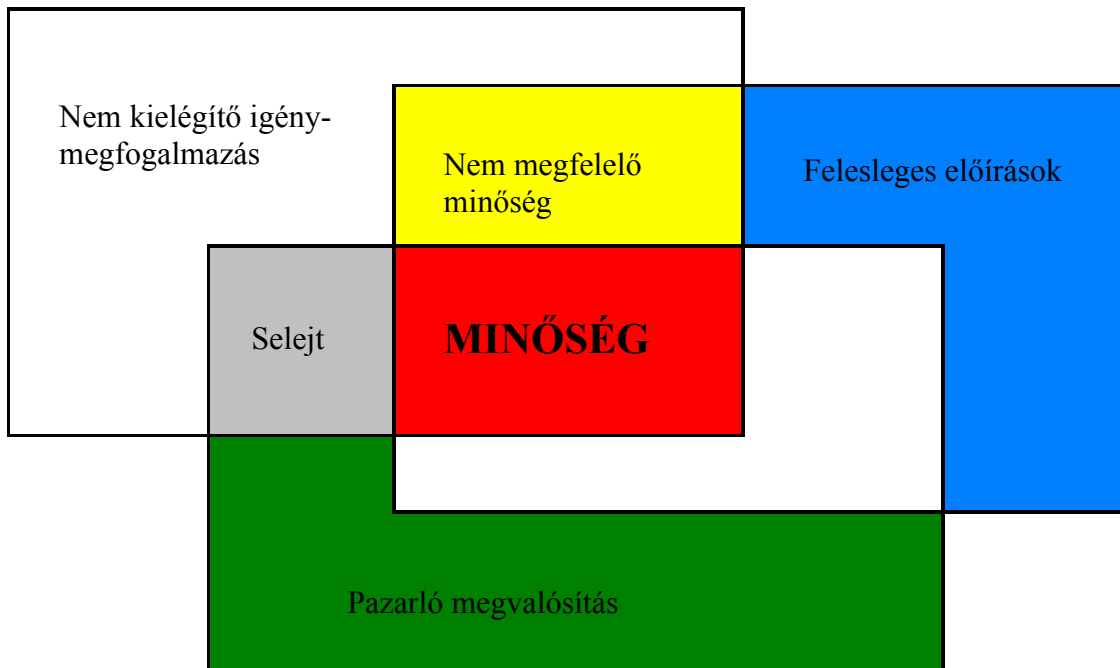 Nem kielégítő igény-
megfogalmazás
Nem megfelelő
minőség
Felesleges előírások
Selejt
MINŐSÉG
Pazarló megvalósítás